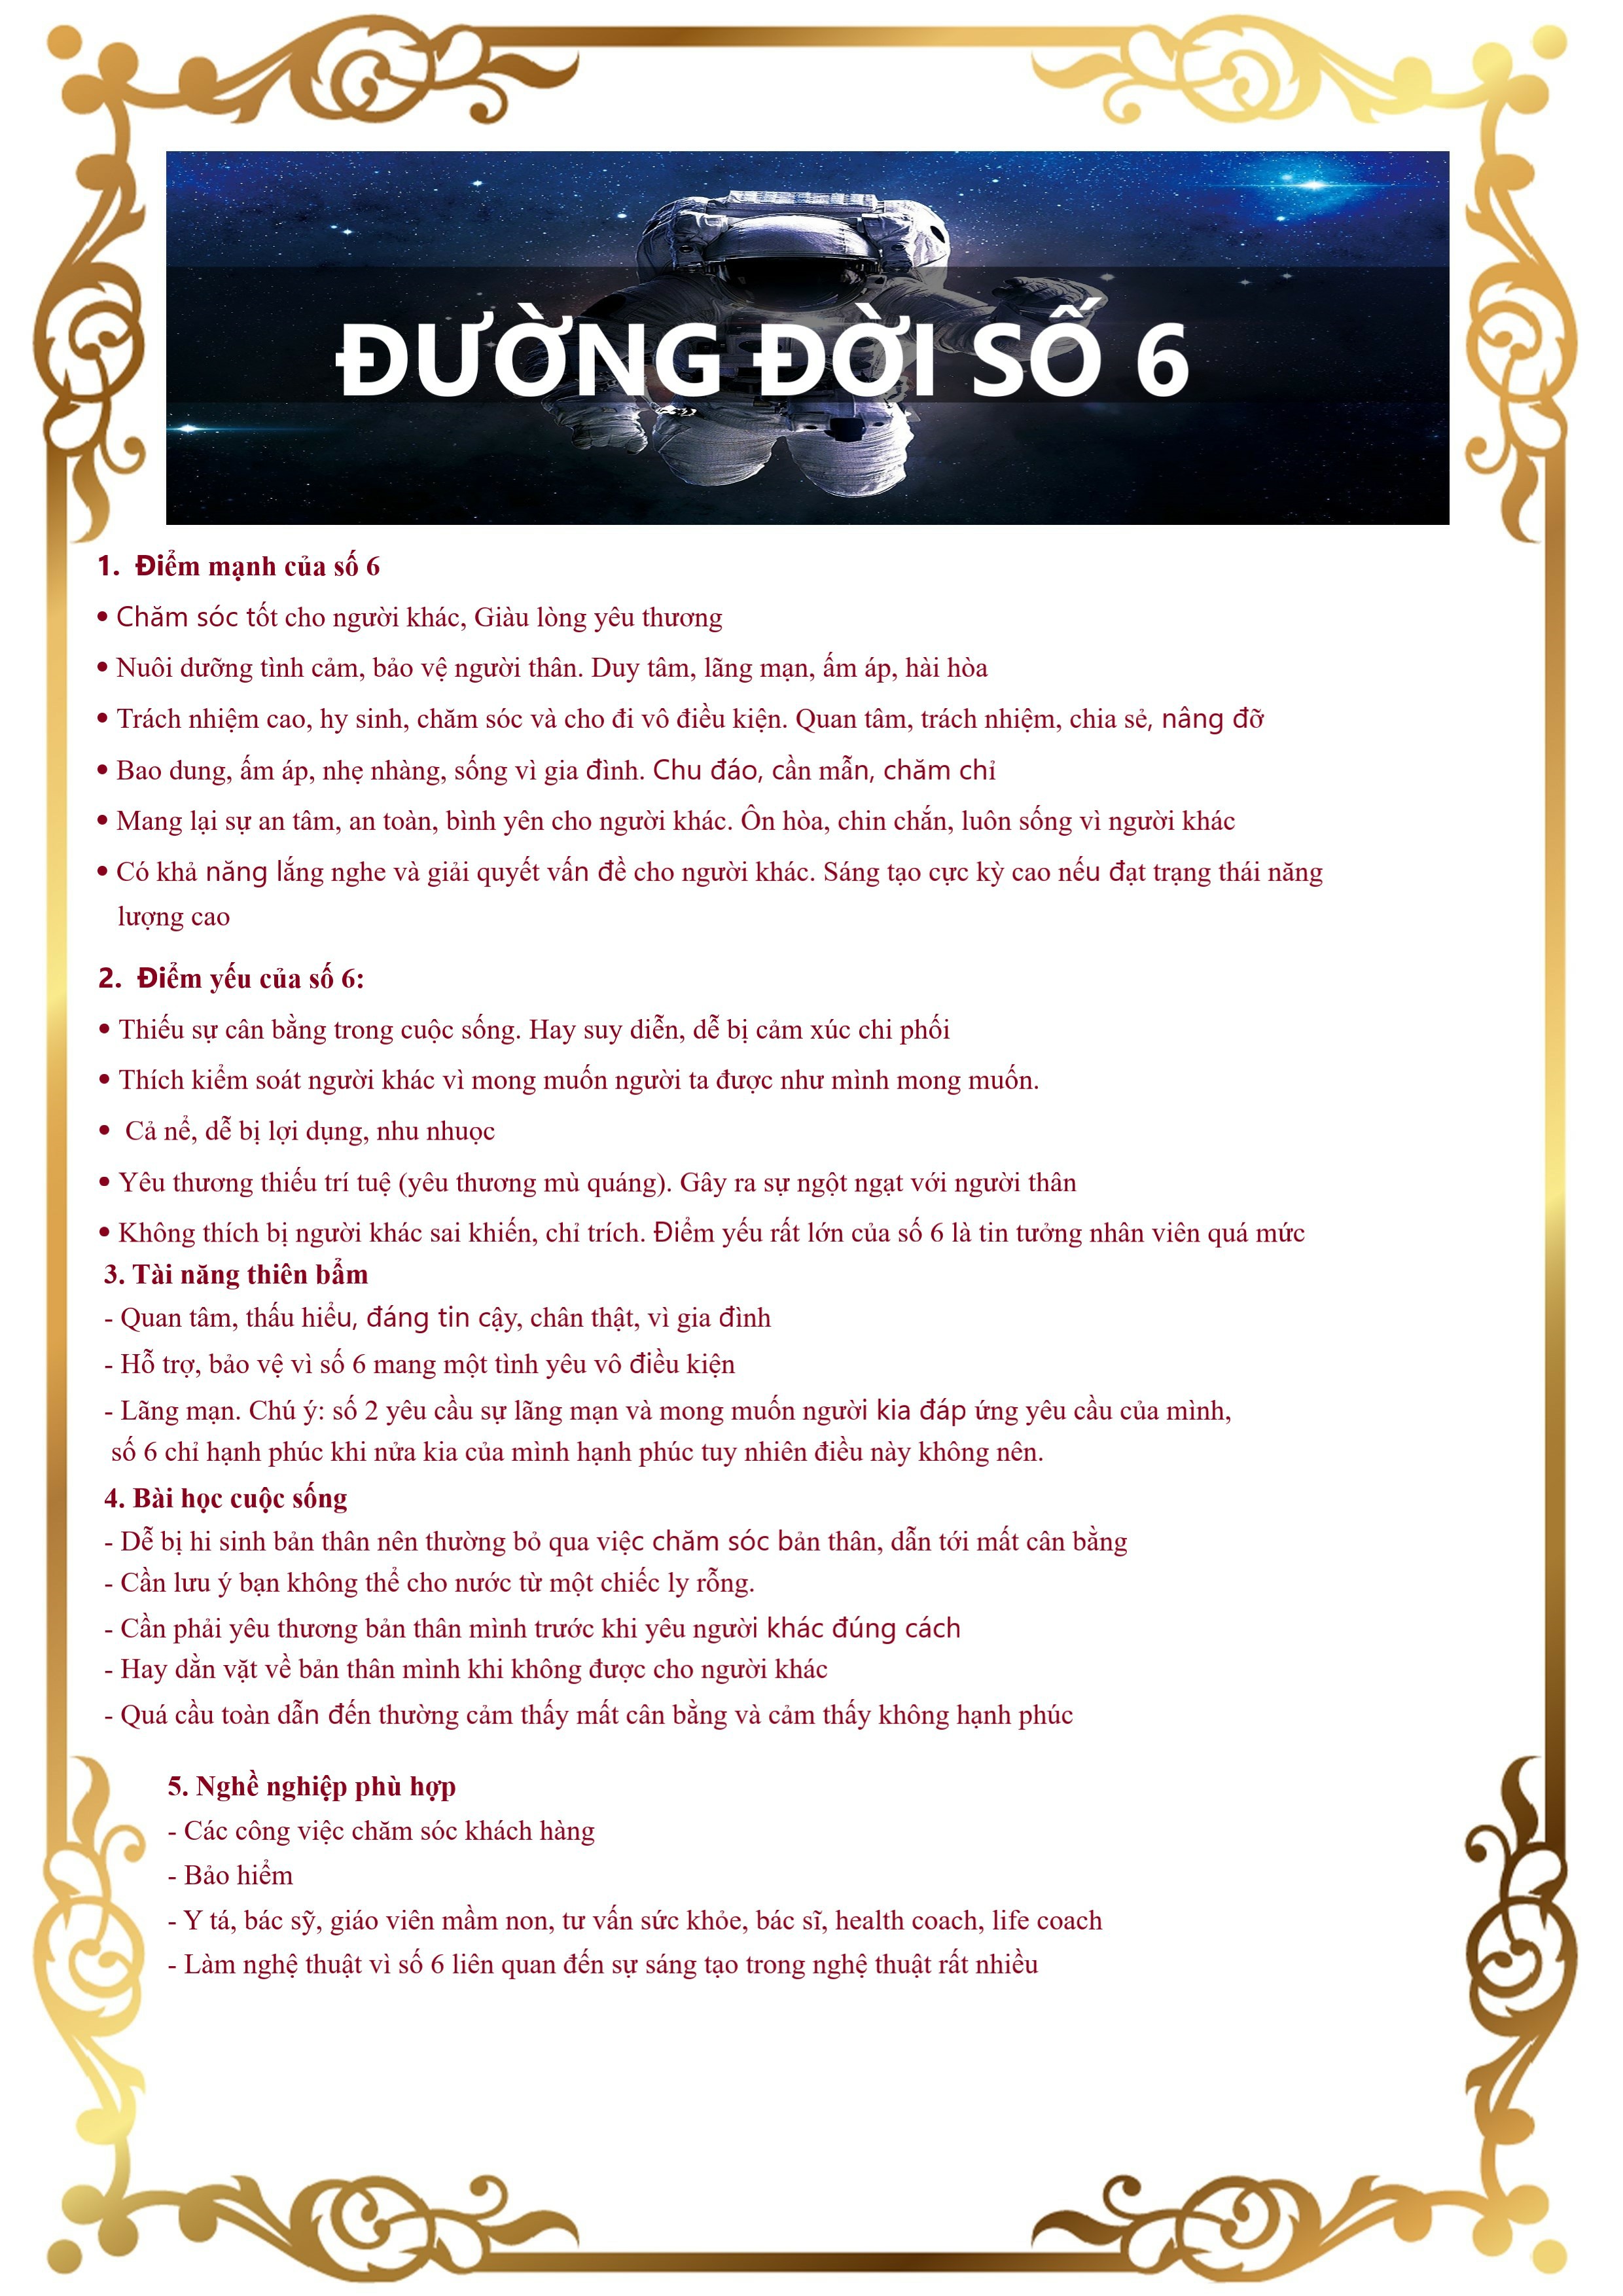 ĐƯỜNG ĐỜI SỐ 6
1. Điểm mạnh của số 6
• Chăm sóc tốt cho người khác, Giàu lòng yêu thương
• Nuôi dưỡng tình cảm, bảo vệ người thân. Duy tâm, lãng mạn, ấm áp, hài hòa
• Trách nhiệm cao, hy sinh, chăm sóc và cho đi vô điều kiện. Quan tâm, trách nhiệm, chia sẻ, nâng đỡ
• Bao dung, ấm áp, nhẹ nhàng, sống vì gia đình. Chu đáo, cần mẫn, chăm chỉ
• Mang lại sự an tâm, an toàn, bình yên cho người khác. Ôn hòa, chin chắn, luôn sống vì người khác
• Có khả năng lắng nghe và giải quyết vấn đề cho người khác. Sáng tạo cực kỳ cao nếu đạt trạng thái năng
lượng cao
2. Điểm yếu của số 6:
• Thiếu sự cân bằng trong cuộc sống. Hay suy diễn, dễ bị cảm xúc chi phối
• Thích kiểm soát người khác vì mong muốn người ta được như mình mong muốn.
• Cả nể, dễ bị lợi dụng, nhu nhuọc
• Yêu thương thiếu trí tuệ (yêu thương mù quáng). Gây ra sự ngột ngạt với người thân
• Không thích bị người khác sai khiến, chỉ trích. Điểm yếu rất lớn của số 6 là tin tưởng nhân viên quá mức
3. Tài năng thiên bẩm
- Quan tâm, thấu hiểu, đáng tin cậy, chân thật, vì gia đình
- Hỗ trợ, bảo vệ vì số 6 mang một tình yêu vô điều kiện
- Lãng mạn. Chú ý: số 2 yêu cầu sự lãng mạn và mong muốn người kia đáp ứng yêu cầu của mình,
số 6 chỉ hạnh phúc khi nửa kia của mình hạnh phúc tuy nhiên điều này không nên.
4. Bài học cuộc sống
- Dễ bị hi sinh bản thân nên thường bỏ qua việc chăm sóc bản thân, dẫn tới mất cân bằng
- Cần lưu ý bạn không thể cho nước từ một chiếc ly rỗng.
- Cần phải yêu thương bản thân mình trước khi yêu người khác đúng cách
- Hay dằn vặt về bản thân mình khi không được cho người khác
- Quá cầu toàn dẫn đến thường cảm thấy mất cân bằng và cảm thấy không hạnh phúc
5. Nghề nghiệp phù hợp
- Các công việc chăm sóc khách hàng
- Bảo hiểm
- Y tá, bác sỹ, giáo viên mầm non, tư vấn sức khỏe, bác sĩ, health coach, life coach
- Làm nghệ thuật vì số 6 liên quan đến sự sáng tạo trong nghệ thuật rất nhiều